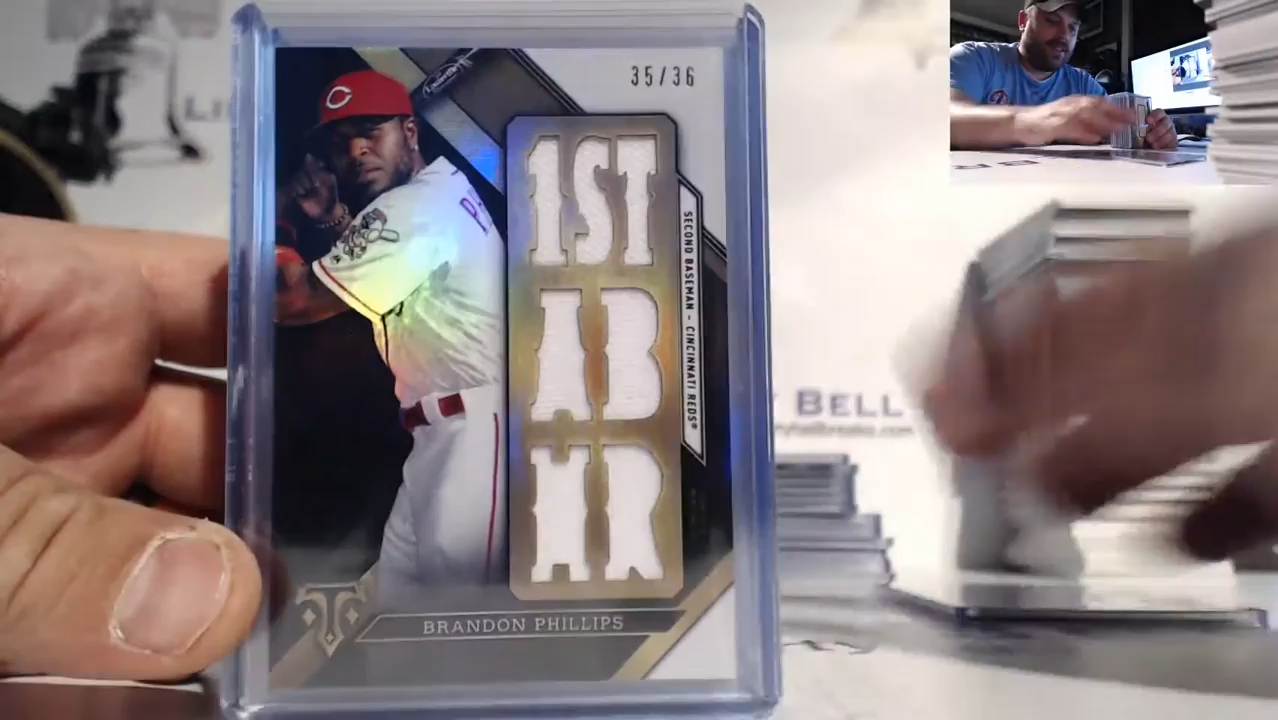 35/36
1ST
AB
HR
SECOND BASEMAN - CINCINNATI REDS®
BRANDON PHILLIPS
BELL